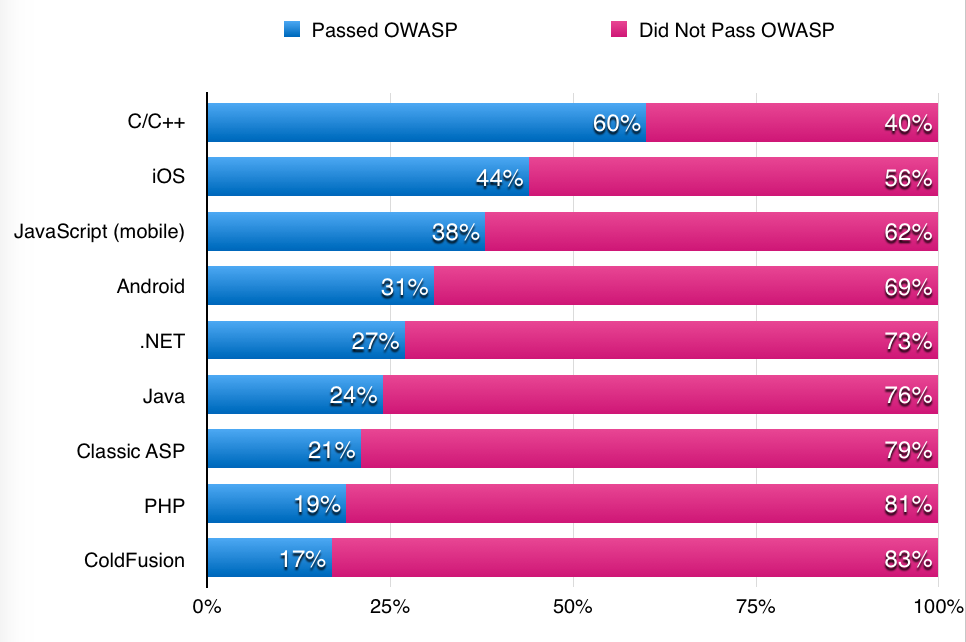 Passed OWASP Did Not Pass OWASP
C/C++ 60% 40%
iOS 44% 56%
JavaScript (mobile) 38% 62%
Android 31% 69%
.NET 27% 73%
Java 24% 76%
Classic ASP 21% 79%
PHP 19% 81%
ColdFusion 17% 83%
0% 25% 50% 75% 100%